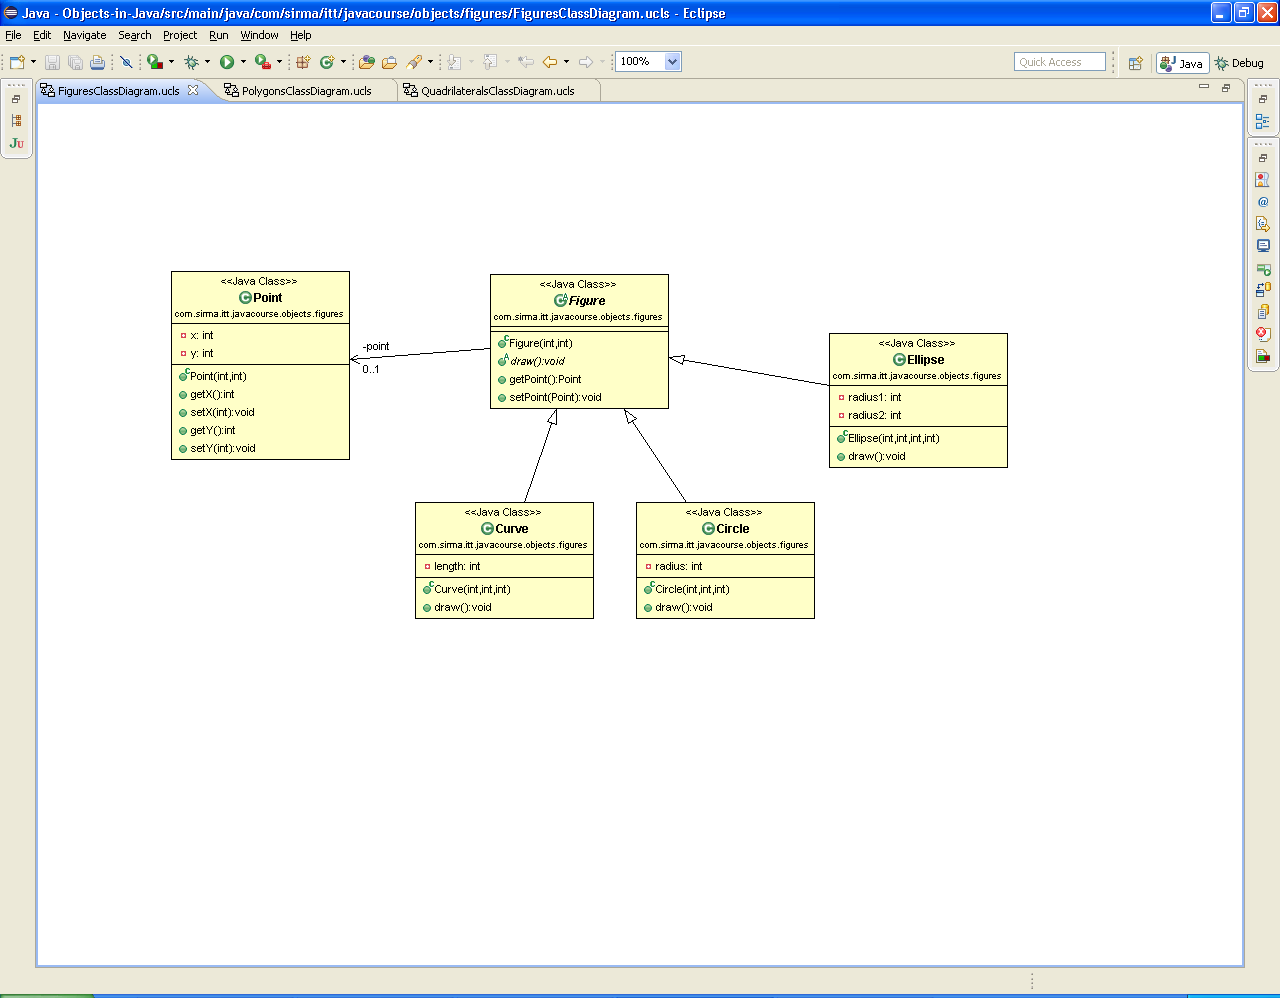 Java - Objects-in-Java/src/main/java/com/sirma/itt/javacourse/objects/figures/FiguresClassDiagram.ucls - Eclipse
File Edit Navigate Search Project Run Window Help
100%
Quick Access
Java
Debug
FiguresClassDiagram.ucls
PolygonsClassDiagram.ucls
QuadrilateralsClassDiagram.ucls
JU
<<Java Class>>
Point
com.sirma.itt.javacourse.objects.figures
x: int
y: int
Point(int,int)
getX():int
setX(int):void
getY():int
setY(int):void
-point
0..1
<<Java Class>>
Figure
com.sirma.itt.javacourse.objects.figures
Figure(int,int)
draw():void
getPoint():Point
setPoint(Point):void
<<Java Class>>
Ellipse
com.sirma.itt.javacourse.objects.figures
radius1: int
radius2: int
Ellipse(int,int,int,int)
draw():void
<<Java Class>>
Curve
com.sirma.itt.javacourse.objects.figures
length: int
Curve(int,int,int)
draw():void
<<Java Class>>
Circle
com.sirma.itt.javacourse.objects.figures
radius: int
Circle(int,int,int)
draw():void